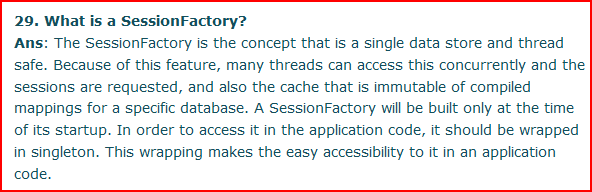 29. What is a SessionFactory?
Ans: The SessionFactory is the concept that is a single data store and thread
safe. Because of this feature, many threads can access this concurrently and the
sessions are requested, and also the cache that is immutable of compiled
mappings for a specific database. A SessionFactory will be built only at the time
of its startup. In order to access it in the application code, it should be wrapped
in singleton. This wrapping makes the easy accessibility to it in an application
code.